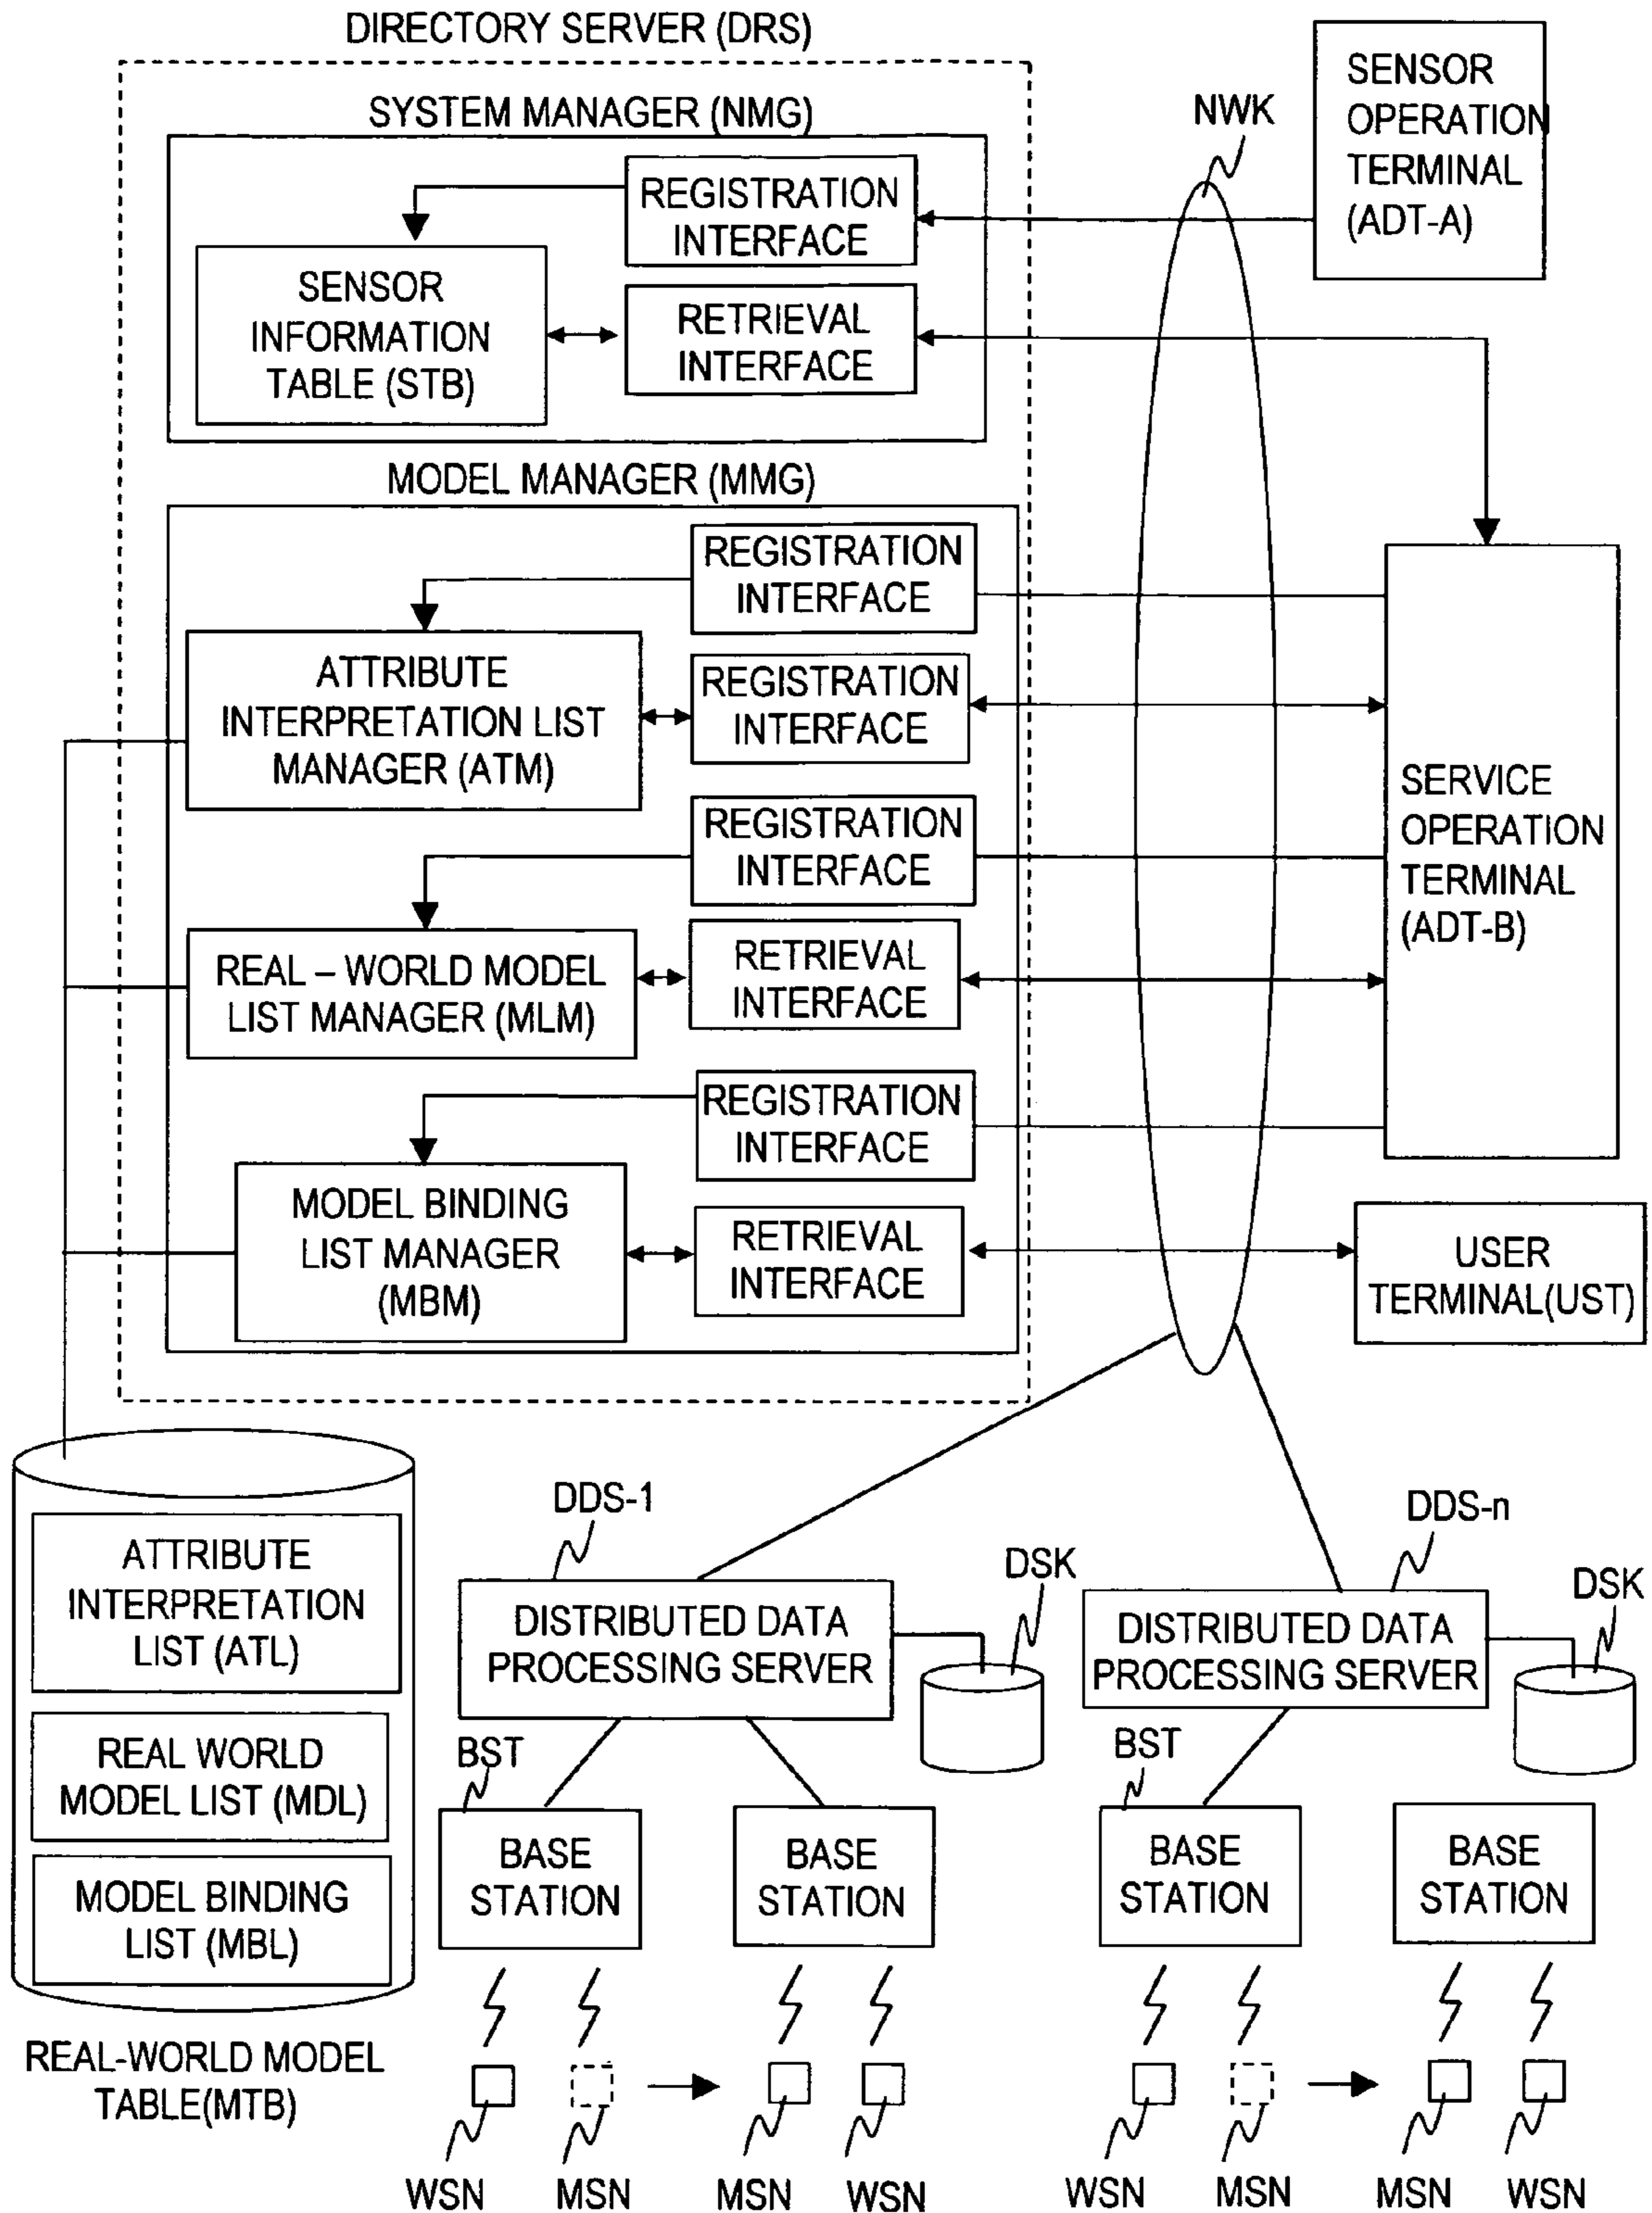 DIRECTORY SERVER (DRS)
SYSTEM MANAGER (NMG)
REGISTRATION
INTERFACE
SENSOR
INFORMATION
TABLE (STB)
RETRIEVAL
INTERFACE
NWK
SENSOR
OPERATION
TERMINAL
(ADT-A)
MODEL MANAGER (MMG)
REGISTRATION
INTERFACE
ATTRIBUTE
INTERPRETATION LIST
MANAGER (ATM)
REGISTRATION
INTERFACE
REGISTRATION
INTERFACE
REAL – WORLD MODEL
LIST MANAGER (MLM)
RETRIEVAL
INTERFACE
REGISTRATION
INTERFACE
MODEL BINDING
LIST MANAGER
(MBM)
RETRIEVAL
INTERFACE
SERVICE
OPERATION
TERMINAL
(ADT-B)
USER
TERMINAL(UST)
ATTRIBUTE
INTERPRETATION
LIST (ATL)
REAL WORLD
MODEL LIST (MDL)
MODEL BINDING
LIST (MBL)
REAL-WORLD MODEL
TABLE(MTB)
DDS-1
DISTRIBUTED DATA
PROCESSING SERVER
DSK
DDS-n
DISTRIBUTED DATA
PROCESSING SERVER
DSK
BST
BASE
STATION
BASE
STATION
BST
BASE
STATION
BASE
STATION
WSN
MSN
MSN
WSN
WSN
MSN
MSN
WSN